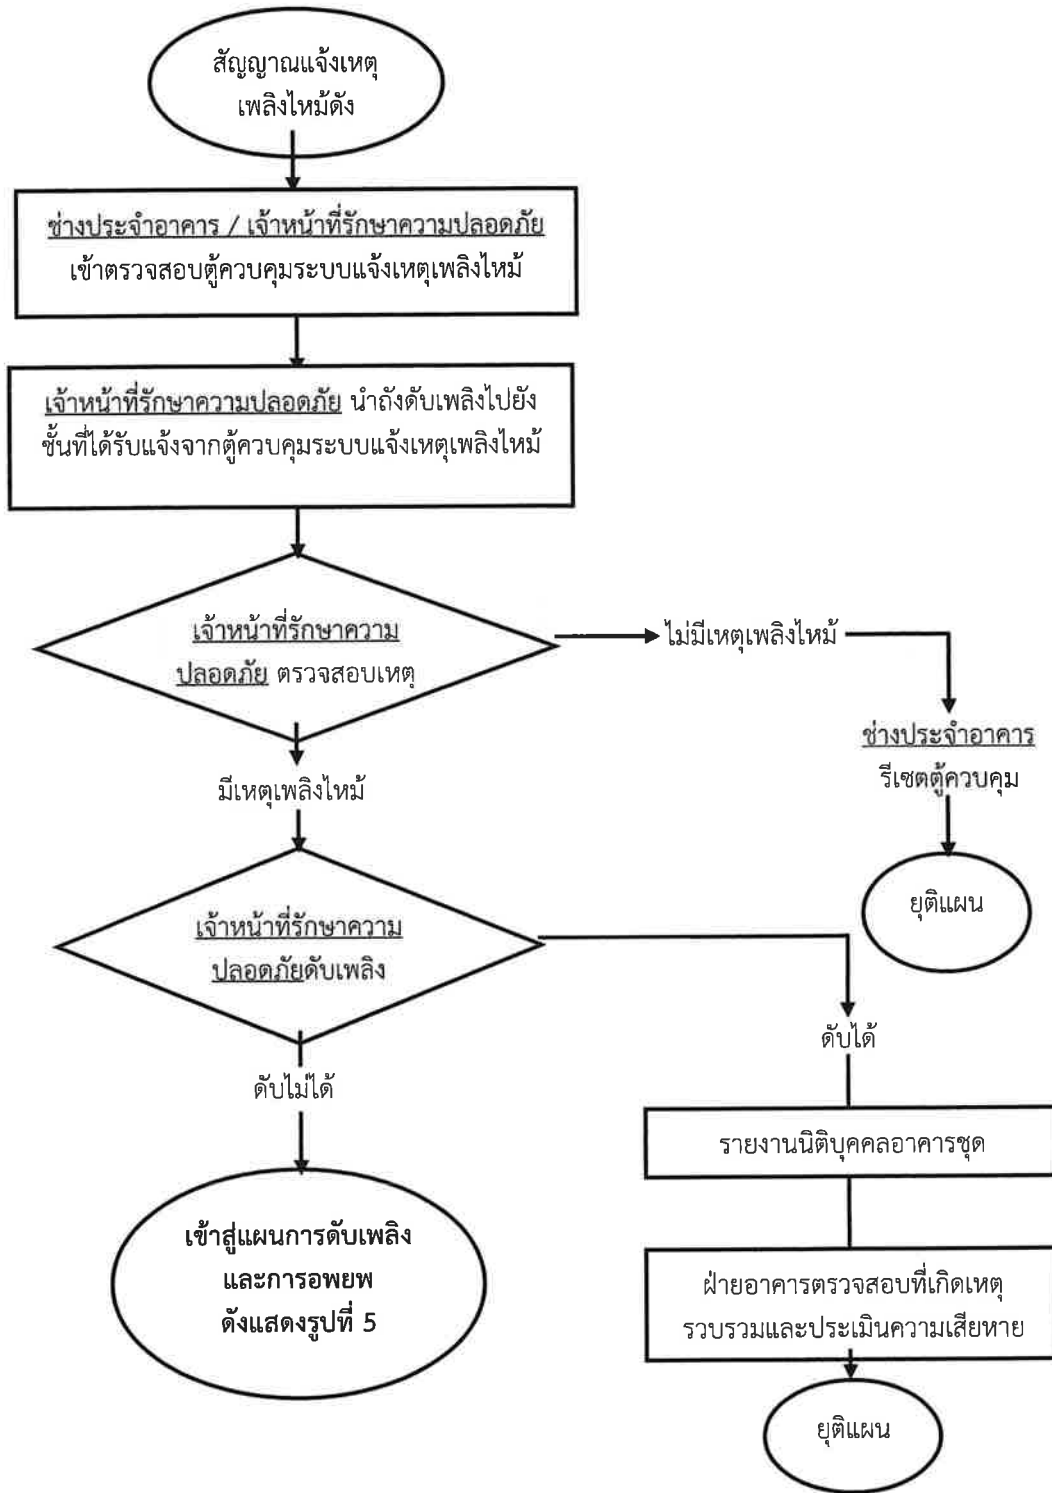 สัญญาณแจ้งเหตุ
เพลิงไหม้ดัง
ช่างประจำอาคาร / เจ้าหน้าที่รักษาความปลอดภัย
เข้าตรวจสอบตู้ควบคุมระบบแจ้งเหตุเพลิงไหม้
เจ้าหน้าที่รักษาความปลอดภัย นำถังดับเพลิงไปยัง
ชั้นที่ได้รับแจ้งจากตู้ควบคุมระบบแจ้งเหตุเพลิงไหม้
เจ้าหน้าที่รักษาความ
ปลอดภัย ตรวจสอบเหตุ
ไม่มีเหตุเพลิงไหม้
ช่างประจำอาคาร
รีเซตตู้ควบคุม
ยุติแผน
มีเหตุเพลิงไหม้
เจ้าหน้าที่รักษาความ
ปลอดภัยดับเพลิง
ดับได้
รายงานนิติบุคคลอาคารชุด
ฝ่ายอาคารตรวจสอบที่เกิดเหตุ
รวบรวมและประเมินความเสียหาย
ยุติแผน
ดับไม่ได้
เข้าสู่แผนการดับเพลิง
และการอพยพ
ดังแสดงรูปที่ 5